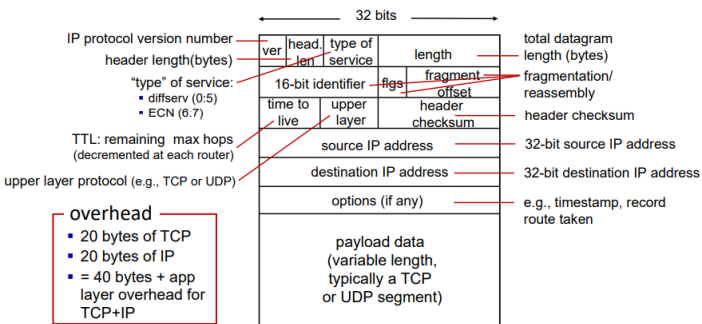 32 bits
IP protocol version number
header length(bytes)
"type" of service:
▪ diffserv (0:5)
▪ ECN (6:7)
TTL: remaining max hops
(decremented at each router)
upper layer protocol (e.g., TCP or UDP)
overhead
▪ 20 bytes of TCP
▪ 20 bytes of IP
▪ = 40 bytes + app
layer overhead for
TCP+IP
ver
head.
len
type of
service
length
16-bit identifier
flgs
fragment
offset
time to
live
upper
layer
header
checksum
source IP address
destination IP address
options (if any)
payload data
(variable length,
typically a TCP
or UDP segment)
total datagram
length (bytes)
fragmentation/
reassembly
header checksum
32-bit source IP address
32-bit destination IP address
e.g., timestamp, record
route taken